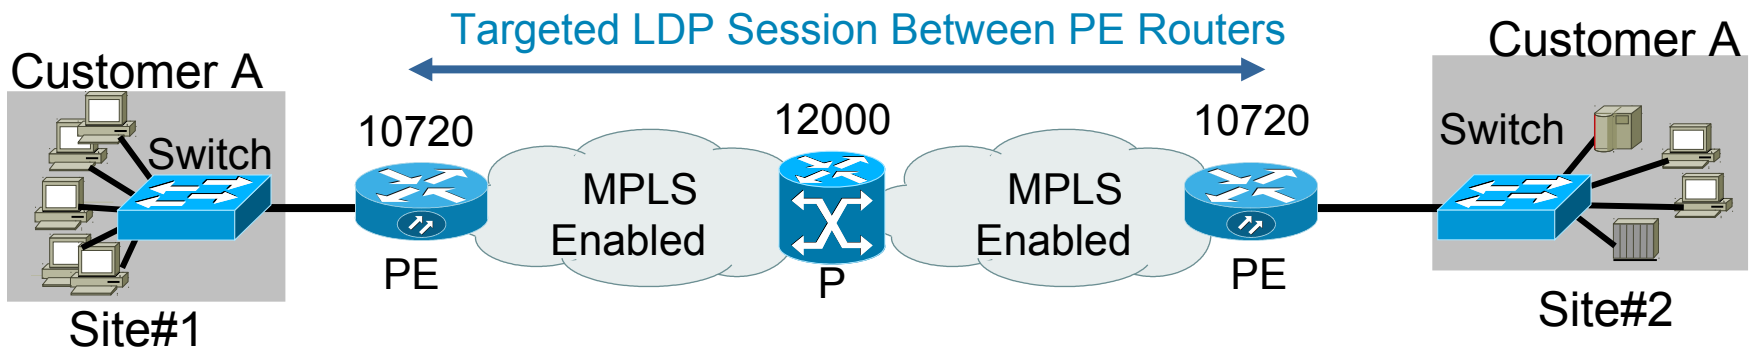 Targeted LDP Session Between PE Routers
Customer A
Switch
Site#1
10720
PE
MPLS
Enabled
12000
P
MPLS
Enabled
10720
PE
Customer A
Switch
Site#2